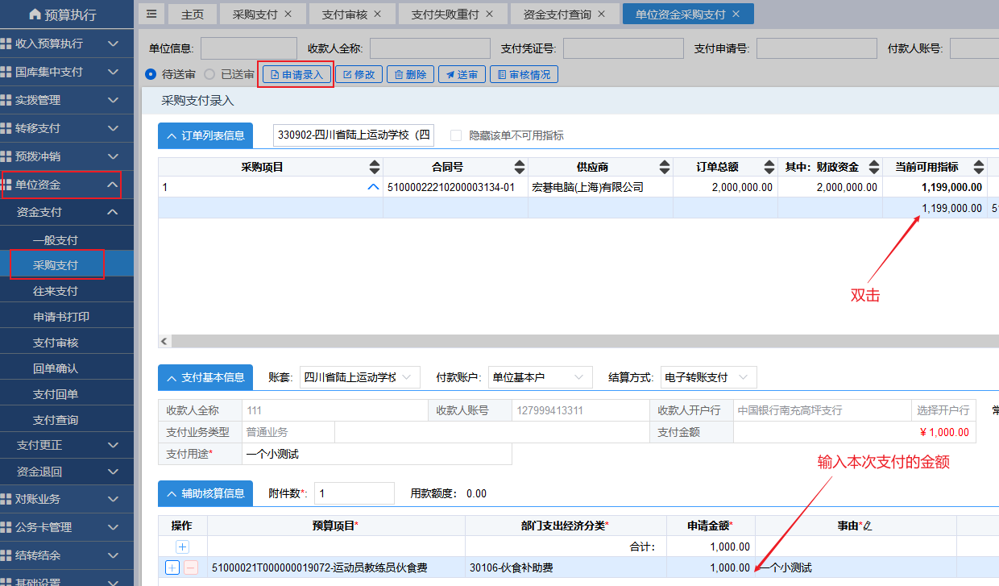 预算执行
主页 采购支付 × 支付审核 × 支付失败重付 × 资金支付查询 × 单位资金采购支付 ×
收入预算执行
国库集中支付
实拨管理
转移支付
预拨冲销
单位资金
资金支付
一般支付
采购支付
往来支付
申请书打印
支付审核
回单确认
支付回单
支付查询
支付更正
资金退回
对账业务
公务卡管理
结转结余
基础设置
单位信息: 收款人全称: 支付凭证号: 支付申请号: 付款人账号:
待送审 已送审 申请录入 修改 删除 送审 审核情况
采购支付录入
订单列表信息 330902-四川省陆上运动学校（四 隐藏该单不可用指标
采购项目 合同号 供应商 订单总额 其中：财政资金 当前可用指标
1 51000022210200003134-01 宏碁电脑(上海)有限公司 2,000,000.00 2,000,000.00 1,199,000.00
1,199,000.00 5
双击
支付基本信息 账套: 四川省陆上运动学校 付款账户: 单位基本户 结算方式: 电子转账支付
收款人全称 111 收款人账号 127999413311 收款人开户行 中国银行南充高坪支行 选择开户行 常
支付业务类型 普通业务 支付金额 ¥ 1,000.00
支付用途* 一个小测试
输入本次支付的金额
辅助核算信息 附件数*: 1 用款额度： 0.00
操作 预算项目* 部门支出经济分类* 申请金额* 事由*
合计： 1,000.00
51000021T000000019072-运动员教练员伙食费 30106-伙食补助费 1,000.00 一个小测试